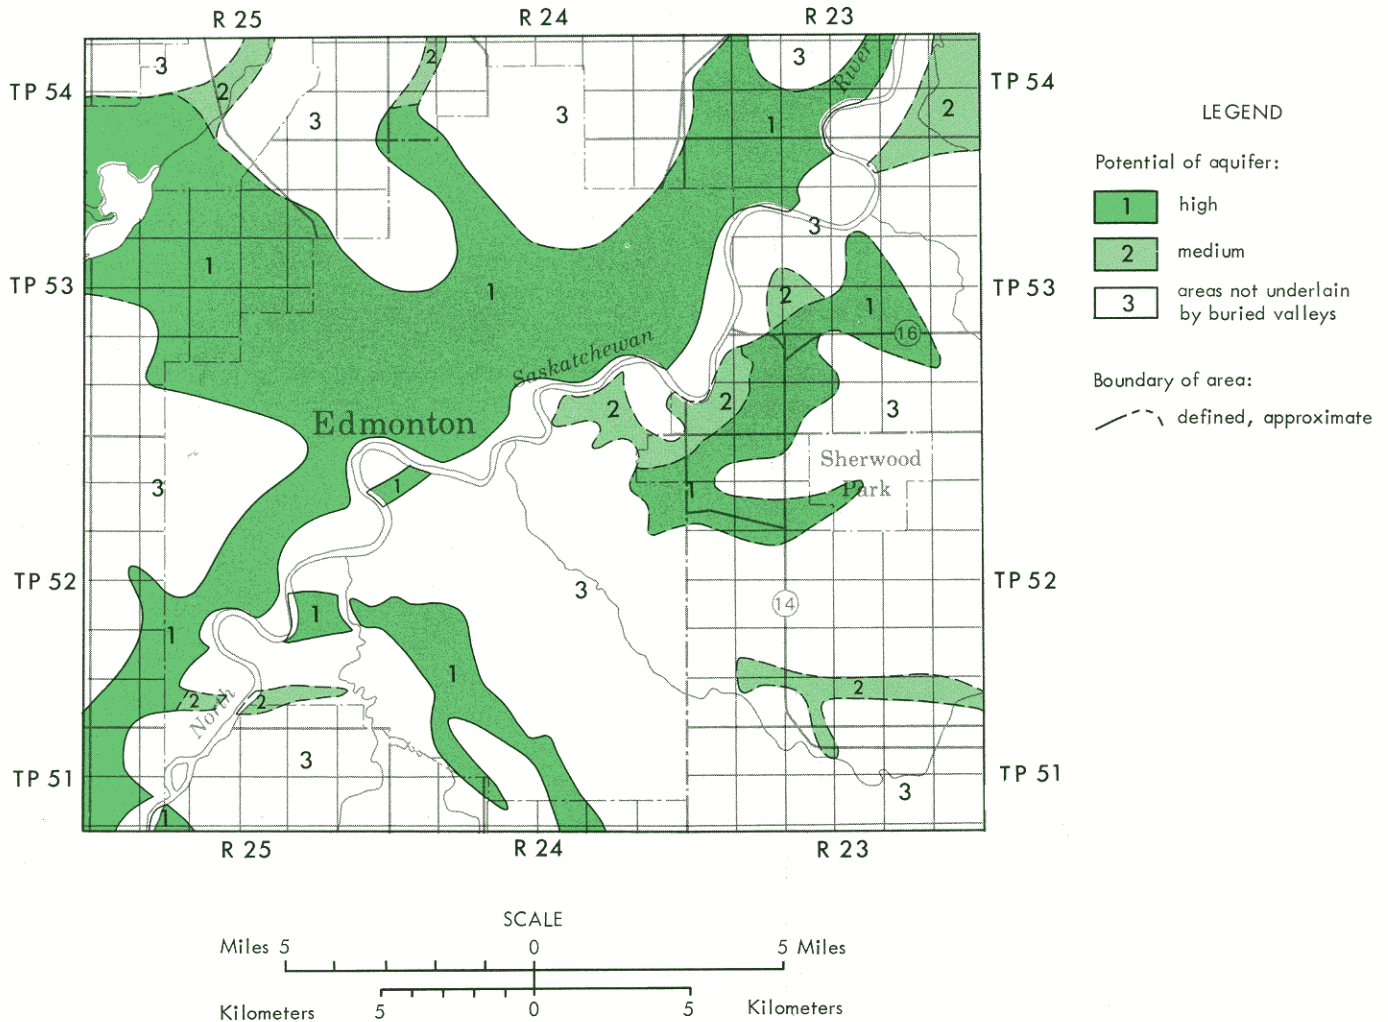 R 25 R 24 R 23
TP 54 3 2 2 3 3 3 1 River 2 TP 54
LEGEND
Potential of aquifer:
1 high
2 medium
3 areas not underlain
by buried valleys
Boundary of area:
defined, approximate
3
TP 53 1 1 2 1 TP 53
16
Saskatchewan
Edmonton 2 2 3
Sherwood
Park
3 1 1
TP 52 3 TP 52
14
1 1
1
2 2 2
North
3
TP 51 TP 51
3
1
R 25 R 24 R 23
SCALE
Miles 5 0 5 Miles
Kilometers 5 0 5 Kilometers